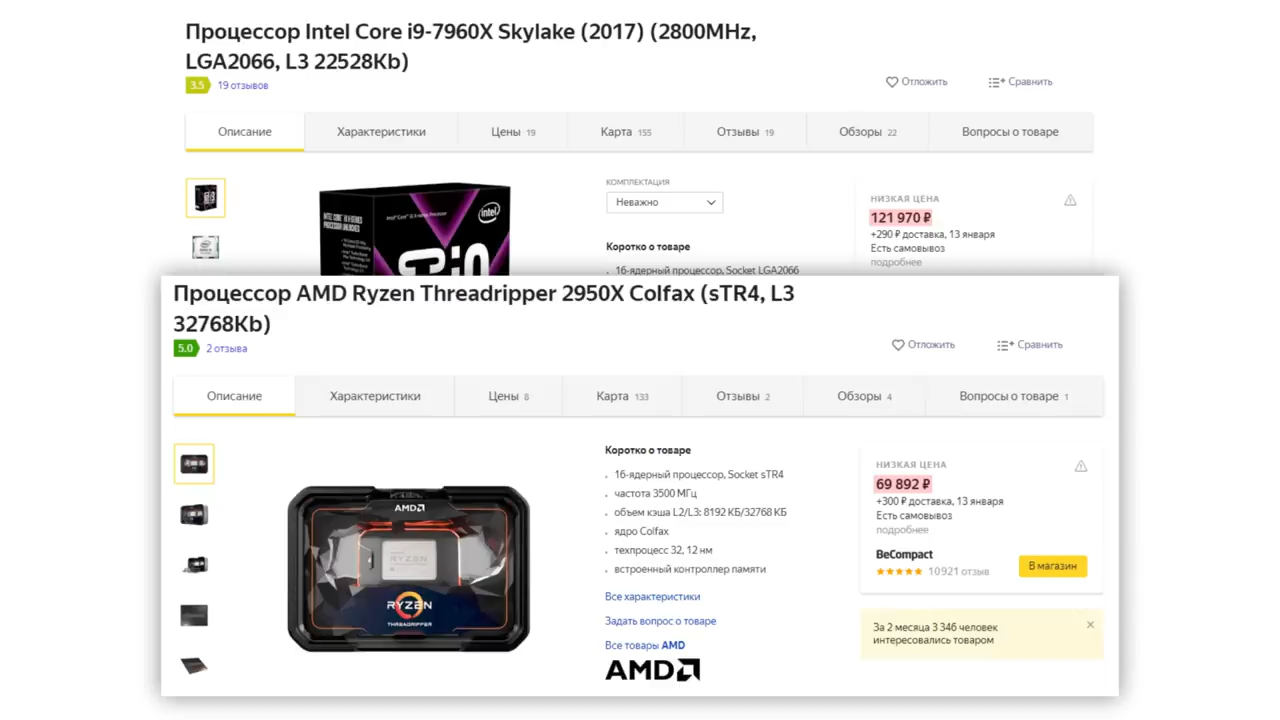 Процессор Intel Core i9-7960X Skylake (2017) (2800MHz,
LGA2066, L3 22528Kb)
3.5 19 отзывов
Отложить Сравнить
Описание Характеристики Цены 19 Карта 155 Отзывы 19 Обзоры 22 Вопросы о товаре
КОМПЛЕКТАЦИЯ
Неважно
НИЗКАЯ ЦЕНА
121 970 ₽
+290 ₽ доставка, 13 января
Есть самовывоз
подробнее
intel
Коротко о товаре
16-ядерный процессор, Socket LGA2066
Процессор AMD Ryzen Threadripper 2950X Colfax (sTR4, L3
32768Kb)
5.0 2 отзыва
Отложить Сравнить
Описание Характеристики Цены 8 Карта 133 Отзывы 2 Обзоры 4 Вопросы о товаре 1
AMD
RYZEN
RYZEN
THREADRIPPER
Коротко о товаре
16-ядерный процессор, Socket sTR4
частота 3500 МГц
объем кэша L2/L3: 8192 КБ/32768 КБ
ядро Colfax
техпроцесс 32, 12 нм
встроенный контроллер памяти
Все характеристики
Задать вопрос о товаре
Все товары AMD
AMD
НИЗКАЯ ЦЕНА
69 892 ₽
+300 ₽ доставка, 13 января
Есть самовывоз
подробнее
BeCompact
10921 отзыв
В магазин
За 2 месяца 3 346 человек
интересовались товаром